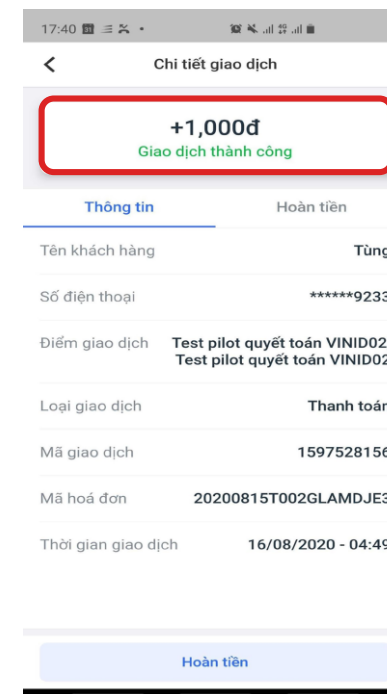 17:40
Chi tiết giao dịch
+1,000đ
Giao dịch thành công
Thông tin Hoàn tiền
Tên khách hàng Tùng
Số điện thoại ******9233
Điểm giao dịch Test pilot quyết toán VINID02
Test pilot quyết toán VINID02
Loại giao dịch Thanh toán
Mã giao dịch 1597528156
Mã hoá đơn 20200815T002GLAMDJE3
Thời gian giao dịch 16/08/2020 - 04:49
Hoàn tiền